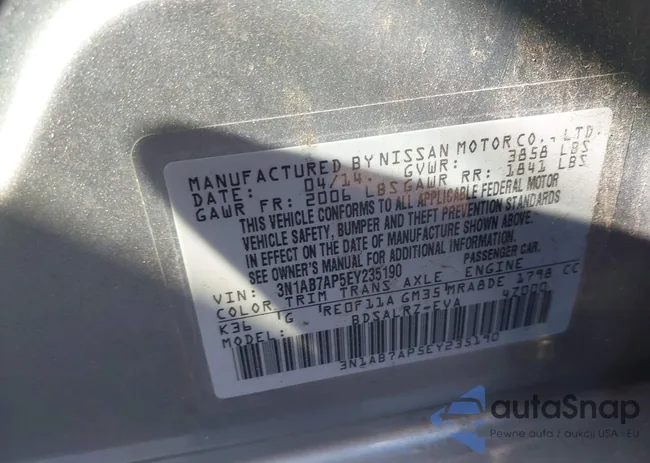 MANUFACTURED BY NISSAN MOTOR CO., LTD.
DATE: 04/14 GVWR: 3858 LBS
GAWR FR: 2006 LBS GAWR RR: 1841 LBS
THIS VEHICLE CONFORMS TO ALL APPLICABLE FEDERAL MOTOR
VEHICLE SAFETY, BUMPER AND THEFT PREVENTION STANDARDS
IN EFFECT ON THE DATE OF MANUFACTURE SHOWN ABOVE.
SEE OWNER'S MANUAL FOR ADDITIONAL INFORMATION.
VIN: 3N1AB7AP5EY235190 PASSENGER CAR
COLOR TRIM TRANS AXLE ENGINE
K36 G RE0F11A GM35 MRA8DE 1798 CC
MODEL: BDSALRZ-EVA 4Z000
3N1AB7AP5EY235190
autaSnap
Pewne auta z aukcji USA - EU